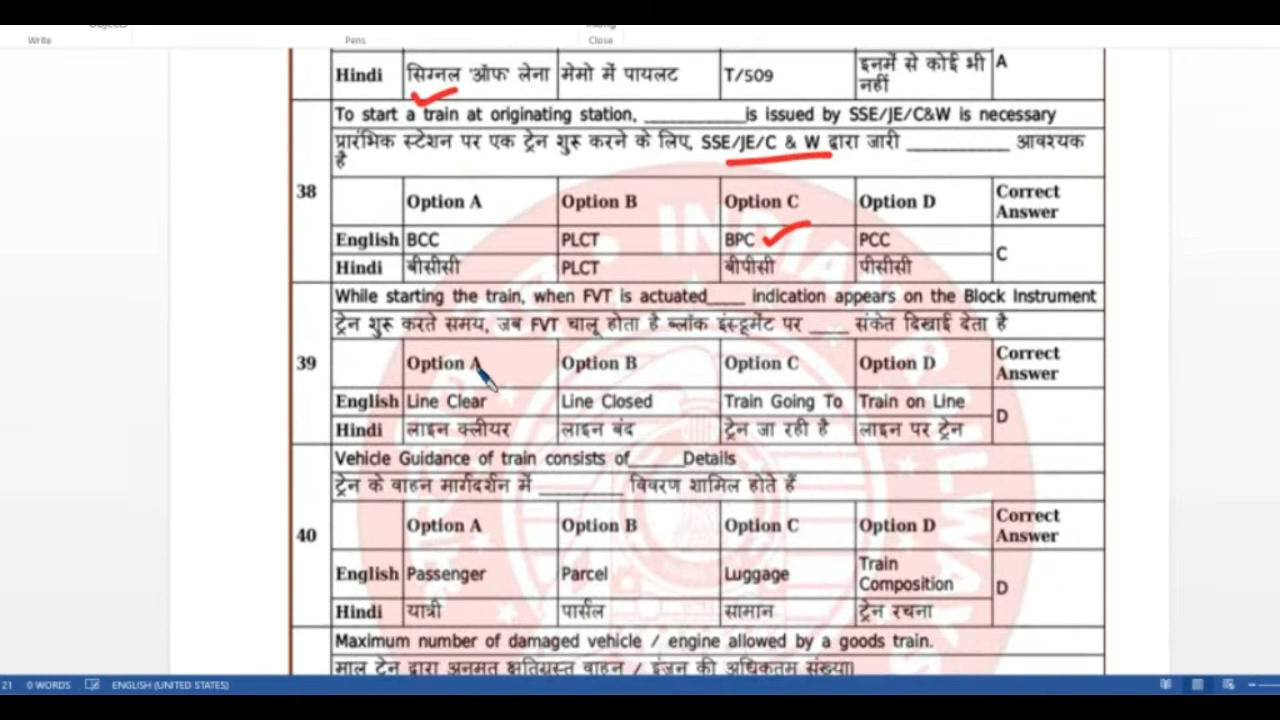 Write
Pens
Close
Hindi सिग्नल 'ऑफ' लेना मेमो में पायलट T/509 इनमें से कोई भी नहीं A
To start a train at originating station, ____________is issued by SSE/JE/C&W is necessary
प्रारंभिक स्टेशन पर एक ट्रेन शुरू करने के लिए, SSE/JE/C & W द्वारा जारी ____________ आवश्यक
है
38
Option A Option B Option C Option D Correct Answer
English BCC PLCT BPC PCC C
Hindi बीसीसी PLCT बीपीसी पीसीसी
While starting the train, when FVT is actuated____ indication appears on the Block Instrument
ट्रेन शुरू करते समय, जब FVT चालू होता है ब्लॉक इंस्ट्रूमेंट पर ____ संकेत दिखाई देता है
39
Option A Option B Option C Option D Correct Answer
English Line Clear Line Closed Train Going To Train on Line D
Hindi लाइन क्लीयर लाइन बंद ट्रेन जा रही है लाइन पर ट्रेन
Vehicle Guidance of train consists of______Details
ट्रेन के वाहन मार्गदर्शन में _________ विवरण शामिल होते हैं
40
Option A Option B Option C Option D Correct Answer
English Passenger Parcel Luggage Train Composition D
Hindi यात्री पार्सल सामान ट्रेन रचना
Maximum number of damaged vehicle / engine allowed by a goods train.
माल ट्रेन द्वारा अनुमत क्षतिग्रस्त वाहन / इंजन की अधिकतम संख्या।
21 0 WORDS ENGLISH (UNITED STATES)